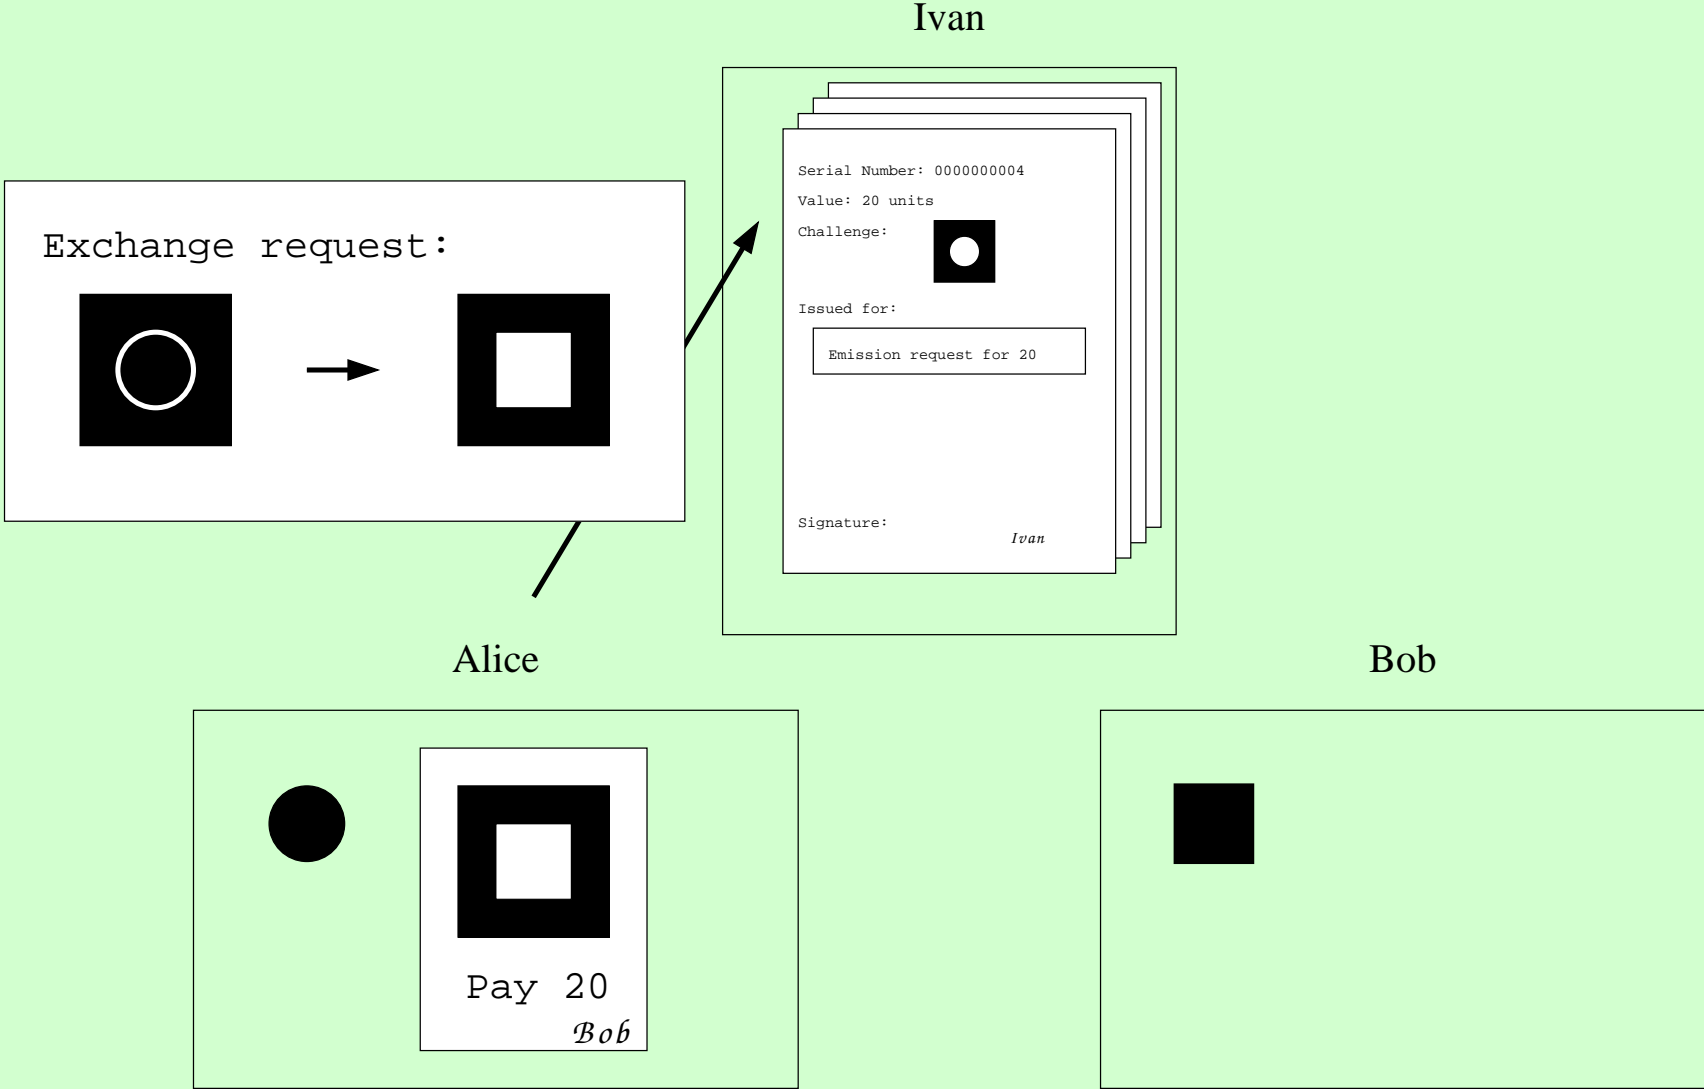 Ivan
Exchange request:
Serial Number: 0000000004
Value: 20 units
Challenge:
Issued for:
Emission request for 20
Signature:
Ivan
Alice
Bob
Pay 20
Bob